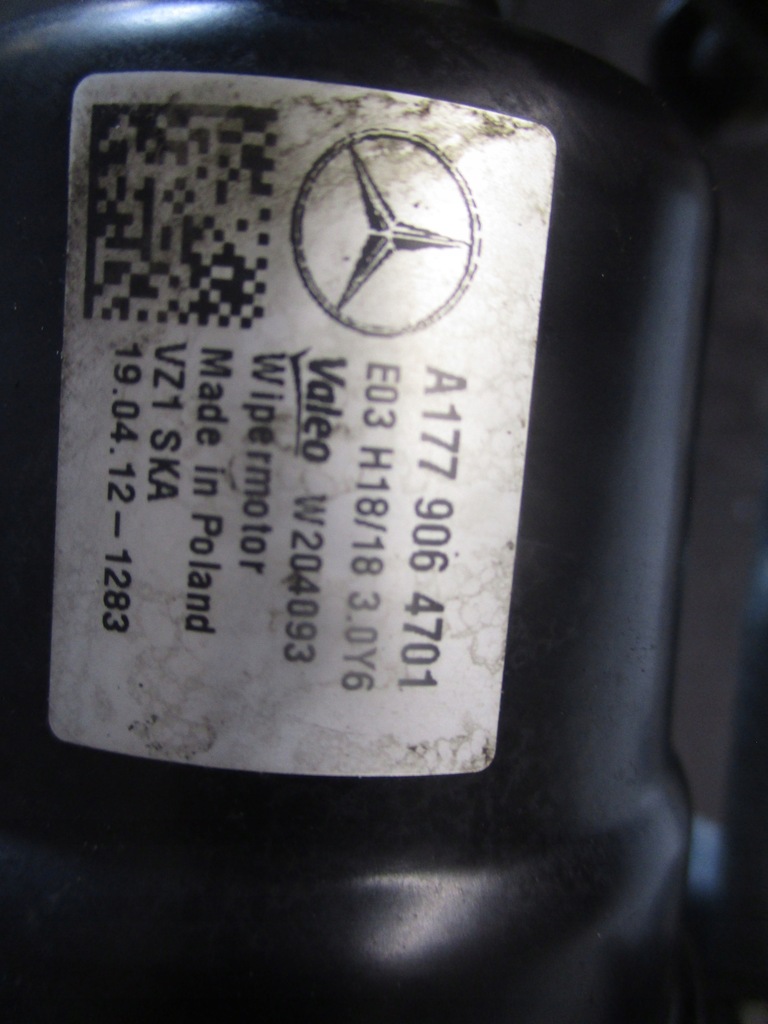 A177 906 4701
E03 H18/18 3.0Y6
Valeo W204093
Wipermotor
Made in Poland
VZ1 SKA
19.04.12-1283